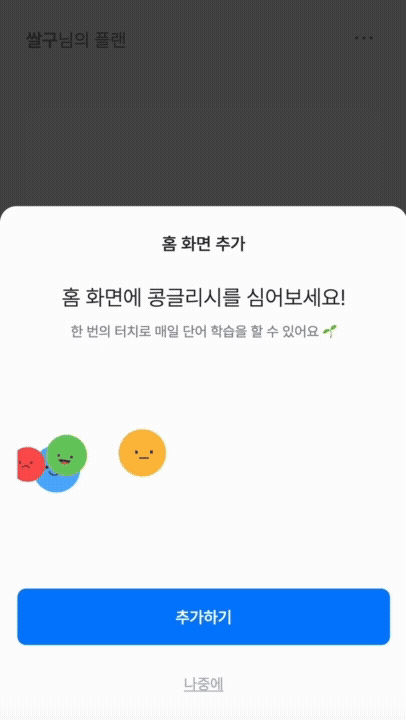 쌀구님의 플랜
홈 화면 추가
홈 화면에 콩글리시를 심어보세요!
한 번의 터치로 매일 단어 학습을 할 수 있어요 🌱
추가하기
나중에